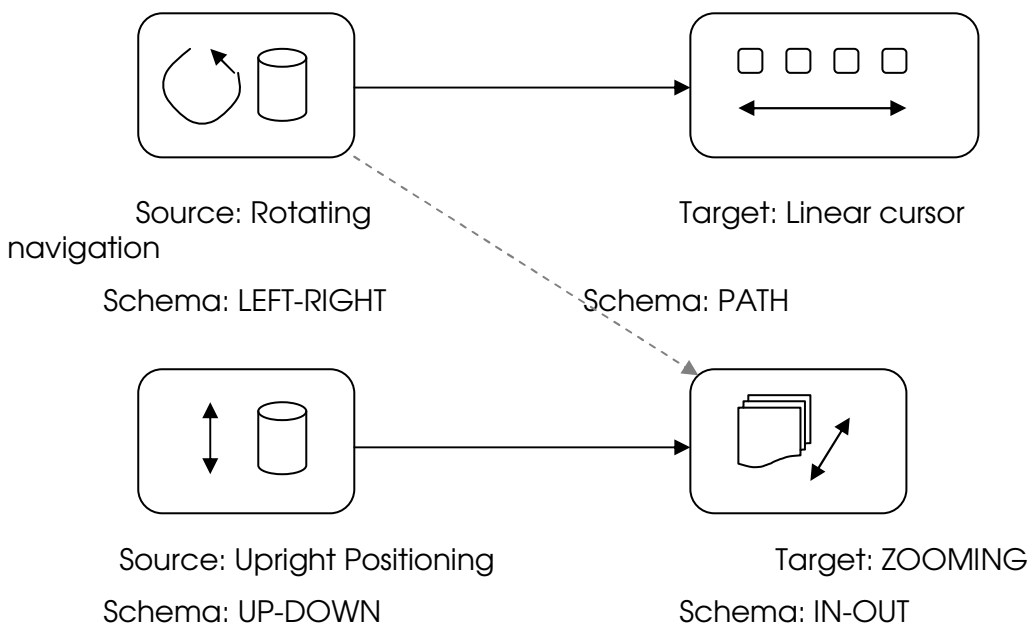 Source: Rotating
navigation
Target: Linear cursor
Schema: LEFT-RIGHT
Schema: PATH
Source: Upright Positioning
Target: ZOOMING
Schema: UP-DOWN
Schema: IN-OUT